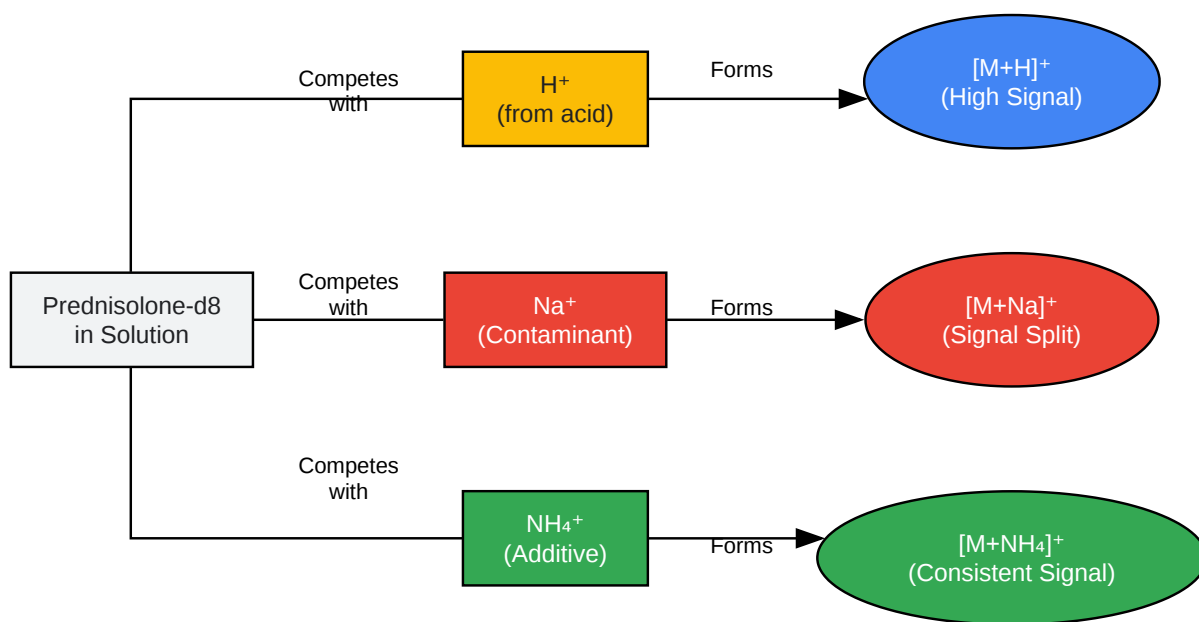 Competes
with
H⁺
(from acid)
Forms
[M+H]⁺
(High Signal)
Prednisolone-d8
in Solution
Competes
with
Na⁺
(Contaminant)
Forms
[M+Na]⁺
(Signal Split)
Competes
with
NH₄⁺
(Additive)
Forms
[M+NH₄]⁺
(Consistent Signal)